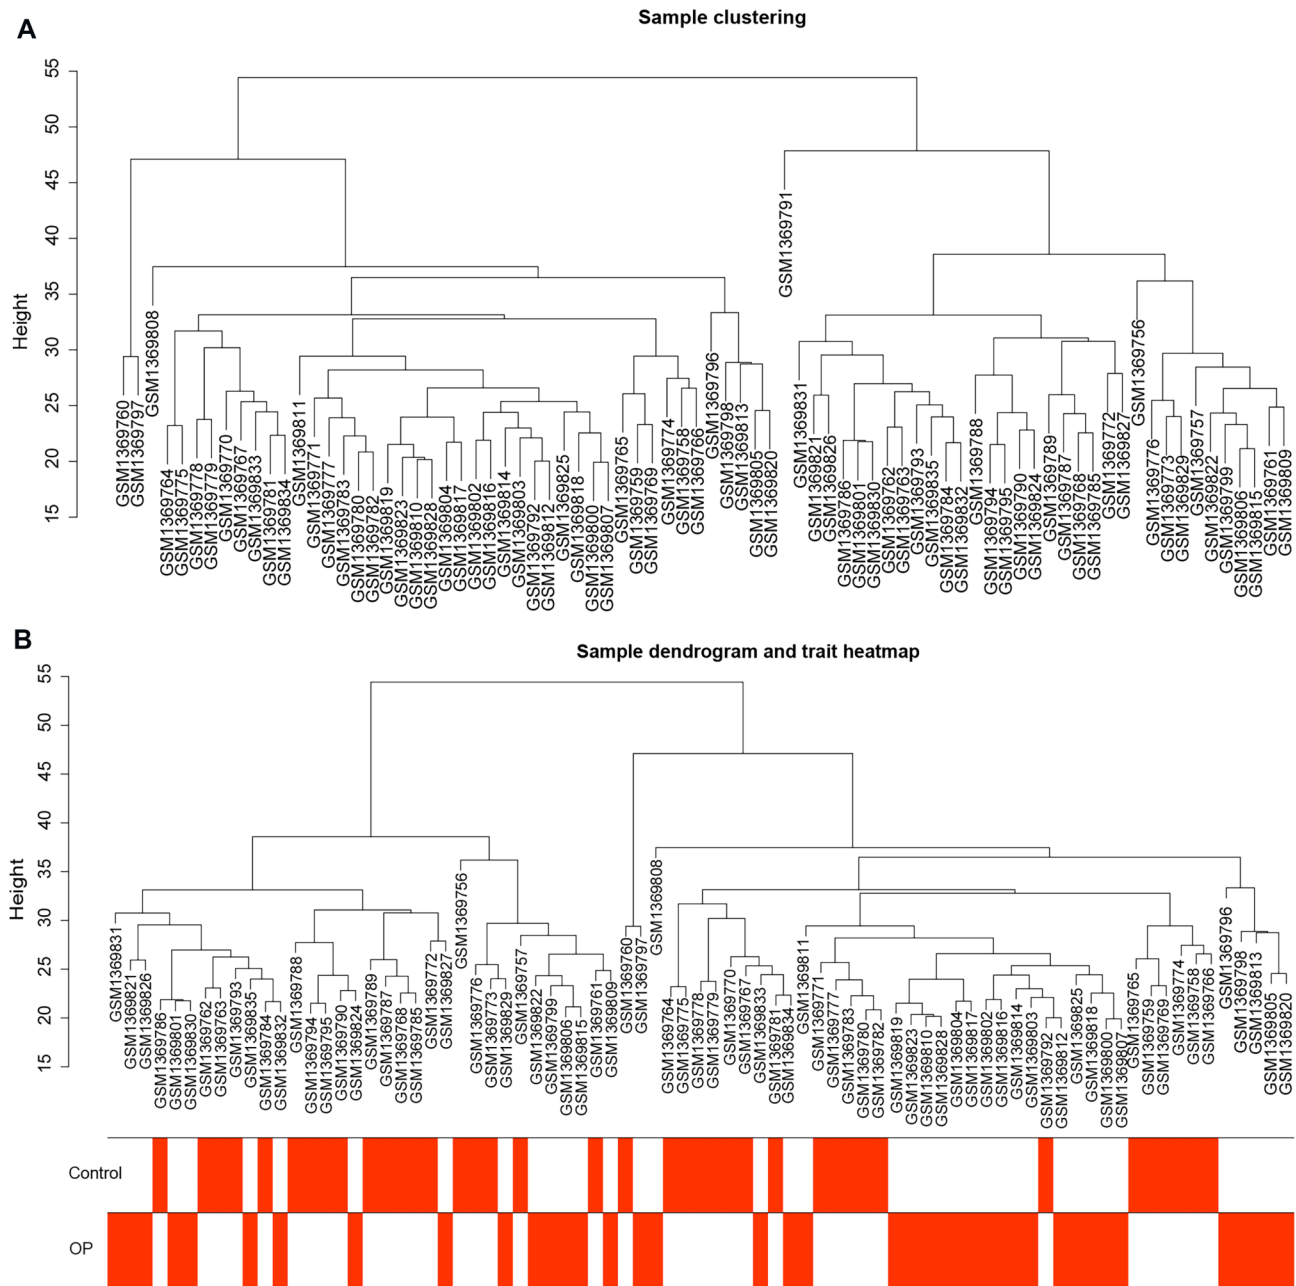 A
Sample clustering
Height
55
50
45
40
35
30
25
20
15
GSM1369760
GSM1369797
GSM1369808
GSM1369764
GSM1369775
GSM1369778
GSM1369779
GSM1369770
GSM1369767
GSM1369833
GSM1369781
GSM1369834
GSM1369811
GSM1369771
GSM1369777
GSM1369783
GSM1369780
GSM1369782
GSM1369819
GSM1369823
GSM1369810
GSM1369828
GSM1369804
GSM1369817
GSM1369802
GSM1369816
GSM1369814
GSM1369803
GSM1369792
GSM1369812
GSM1369825
GSM1369818
GSM1369800
GSM1369807
GSM1369765
GSM1369759
GSM1369769
GSM1369774
GSM1369758
GSM1369766
GSM1369796
GSM1369798
GSM1369813
GSM1369805
GSM1369820
GSM1369791
GSM1369831
GSM1369821
GSM1369826
GSM1369786
GSM1369801
GSM1369830
GSM1369762
GSM1369763
GSM1369793
GSM1369835
GSM1369784
GSM1369832
GSM1369788
GSM1369794
GSM1369795
GSM1369790
GSM1369824
GSM1369789
GSM1369787
GSM1369768
GSM1369785
GSM1369772
GSM1369827
GSM1369756
GSM1369776
GSM1369773
GSM1369829
GSM1369757
GSM1369822
GSM1369799
GSM1369806
GSM1369815
GSM1369761
GSM1369809
B
Sample dendrogram and trait heatmap
Height
55
50
45
40
35
30
25
20
15
GSM1369831
GSM1369821
GSM1369826
GSM1369786
GSM1369801
GSM1369830
GSM1369762
GSM1369763
GSM1369793
GSM1369835
GSM1369784
GSM1369832
GSM1369788
GSM1369794
GSM1369795
GSM1369790
GSM1369824
GSM1369789
GSM1369787
GSM1369768
GSM1369785
GSM1369772
GSM1369827
GSM1369756
GSM1369776
GSM1369773
GSM1369829
GSM1369757
GSM1369822
GSM1369799
GSM1369806
GSM1369815
GSM1369761
GSM1369809
GSM1369760
GSM1369797
GSM1369808
GSM1369764
GSM1369775
GSM1369778
GSM1369779
GSM1369770
GSM1369767
GSM1369833
GSM1369781
GSM1369834
GSM1369811
GSM1369771
GSM1369777
GSM1369783
GSM1369780
GSM1369782
GSM1369819
GSM1369823
GSM1369810
GSM1369828
GSM1369804
GSM1369817
GSM1369802
GSM1369816
GSM1369814
GSM1369803
GSM1369792
GSM1369812
GSM1369825
GSM1369818
GSM1369800
GSM1369807
GSM1369765
GSM1369759
GSM1369769
GSM1369774
GSM1369758
GSM1369766
GSM1369796
GSM1369798
GSM1369813
GSM1369805
GSM1369820
Control
OP